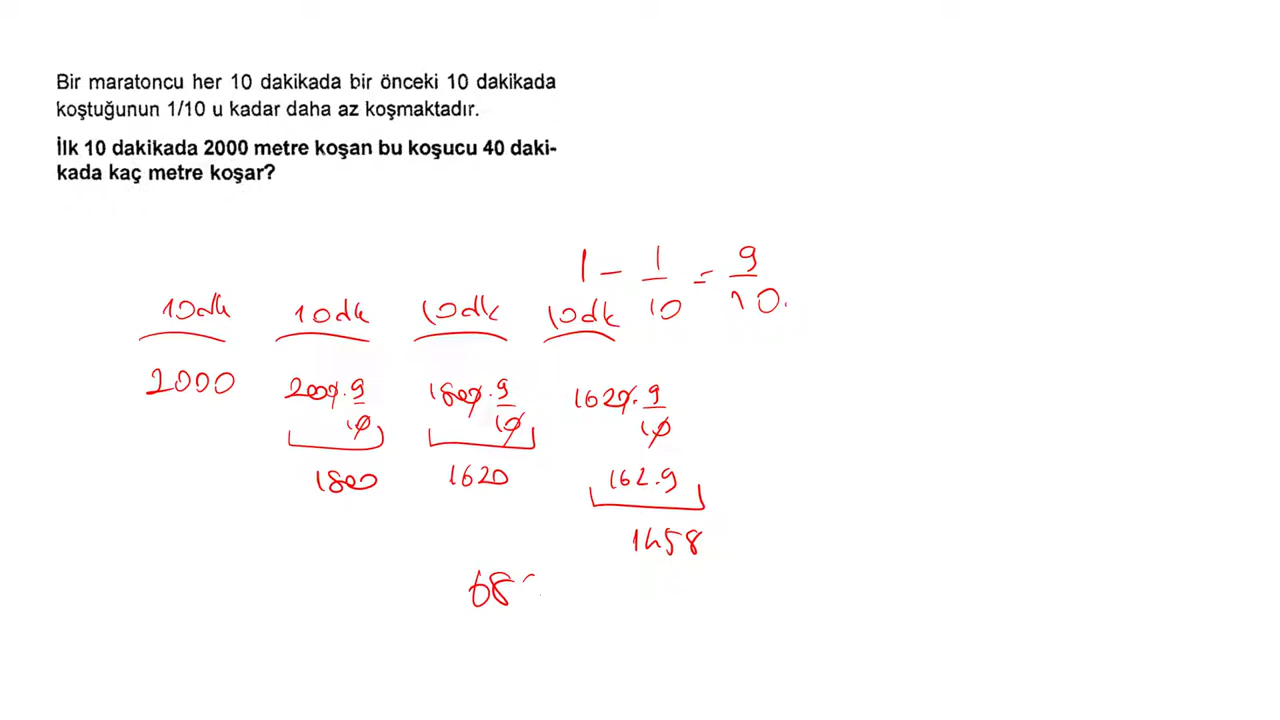 Bir maratoncu her 10 dakikada bir önceki 10 dakikada
koştuğunun 1/10 u kadar daha az koşmaktadır.
İlk 10 dakikada 2000 metre koşan bu koşucu 40 daki-
kada kaç metre koşar?
1 - 1/10 = 9/10.
10dk 10dk 10dk 10dk
2000 2000.9/10 1800.9/10 1620.9/10
1800 1620 162.9
1458
68